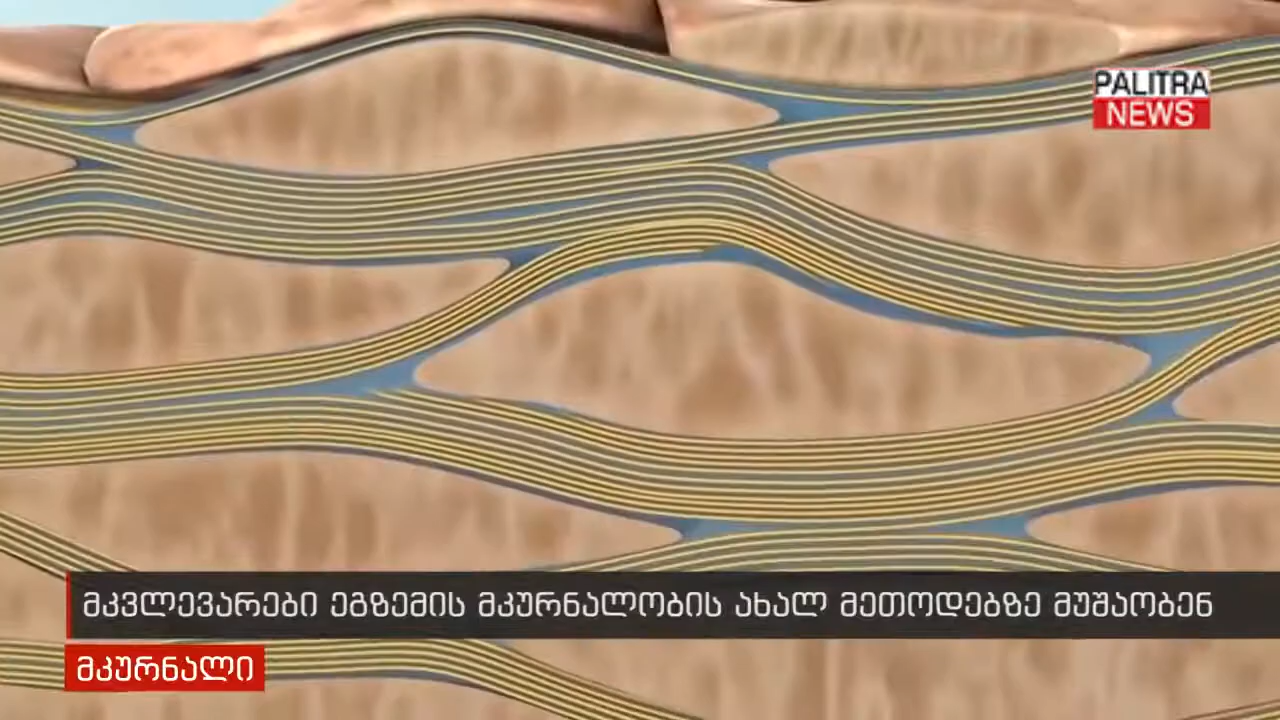 PALITRA
NEWS
მკვლევარები ეგზემის მკურნალობის ახალ მეთოდებზე მუშაობენ
მკურნალი